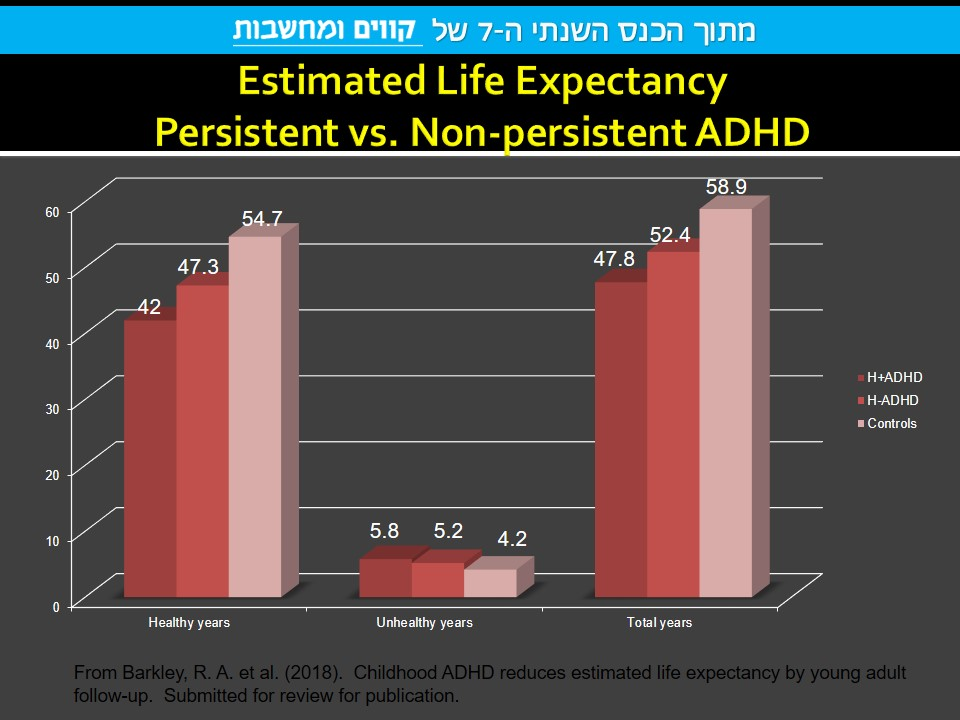 מתוך הכנס השנתי ה-7 של קווים ומחשבות
Estimated Life Expectancy
Persistent vs. Non-persistent ADHD
58.9
54.7
52.4
47.3
47.8
42
5.8
5.2
4.2
60
50
40
30
20
10
0
H+ADHD
H-ADHD
Controls
Healthy years
Unhealthy years
Total years
From Barkley, R. A. et al. (2018).  Childhood ADHD reduces estimated life expectancy by young adult
follow-up.  Submitted for review for publication.